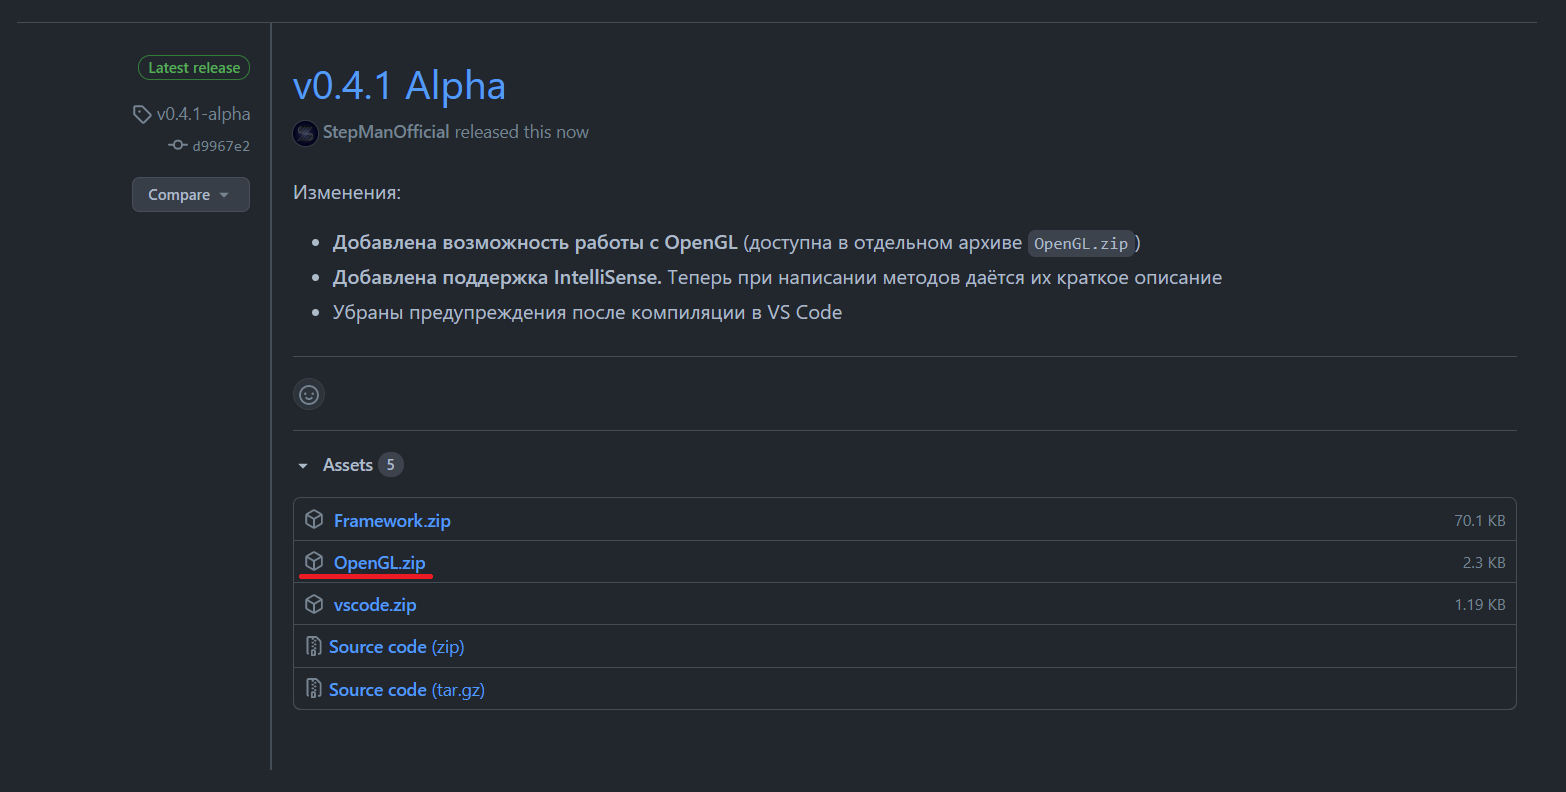 Latest release
v0.4.1-alpha
d9967e2
Compare
v0.4.1 Alpha
StepManOfficial released this now
Изменения:
Добавлена возможность работы с OpenGL (доступна в отдельном архиве OpenGL.zip)
Добавлена поддержка IntelliSense. Теперь при написании методов даётся их краткое описание
Убраны предупреждения после компиляции в VS Code
Assets 5
Framework.zip 70.1 KB
OpenGL.zip 2.3 KB
vscode.zip 1.19 KB
Source code (zip)
Source code (tar.gz)